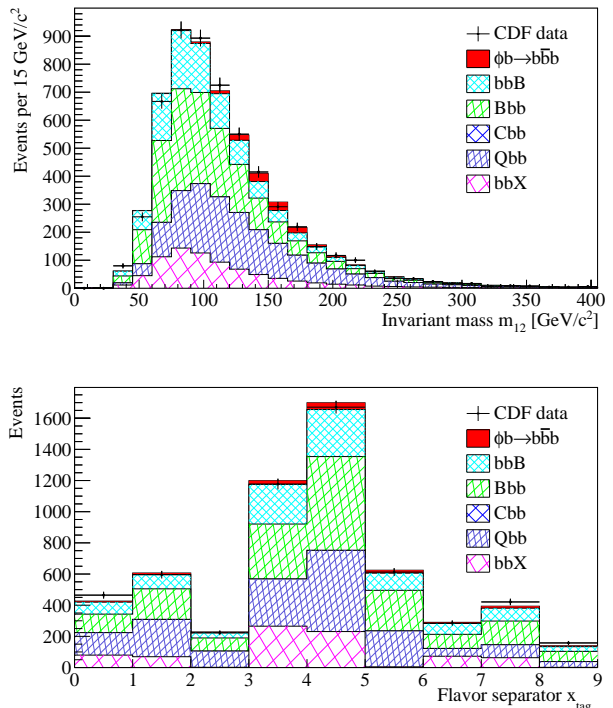 Events per 15 GeV/c²
900
800
700
600
500
400
300
200
100
0
CDF data
ϕb→bb̅b
bbB
Bbb
Cbb
Qbb
bbX
0 50 100 150 200 250 300 350 400
Invariant mass m₁₂ [GeV/c²]
Events
1600
1400
1200
1000
800
600
400
200
0
CDF data
ϕb→bb̅b
bbB
Bbb
Cbb
Qbb
bbX
0 1 2 3 4 5 6 7 8 9
Flavor separator x_tag